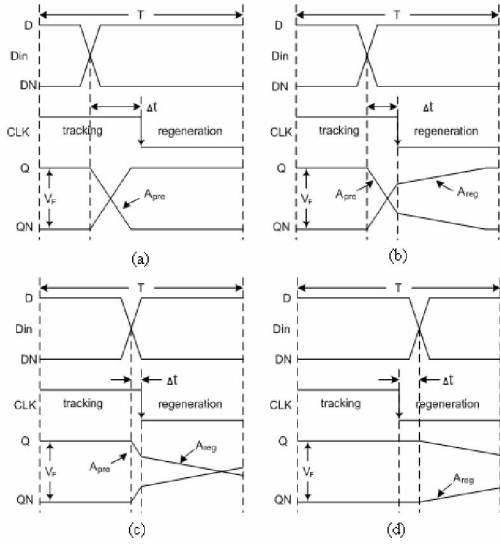 T
D
Din
DN
Δt
CLK
tracking
regeneration
Q
V_F
A_pre
QN
(a)
T
D
Din
DN
Δt
CLK
tracking
regeneration
Q
V_F
A_pre
A_reg
QN
(b)
T
D
Din
DN
Δt
CLK
tracking
regeneration
Q
A_reg
V_F
A_pre
QN
(c)
T
D
Din
DN
Δt
CLK
tracking
regeneration
Q
V_F
A_reg
QN
(d)